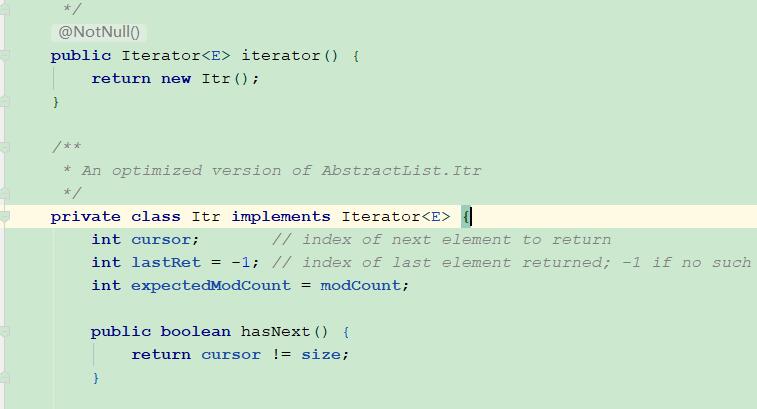 */
@NotNull()
public Iterator<E> iterator() {
return new Itr();
}
/**
* An optimized version of AbstractList.Itr
*/
private class Itr implements Iterator<E> {
int cursor;       // index of next element to return
int lastRet = -1; // index of last element returned; -1 if no such
int expectedModCount = modCount;
public boolean hasNext() {
return cursor != size;
}